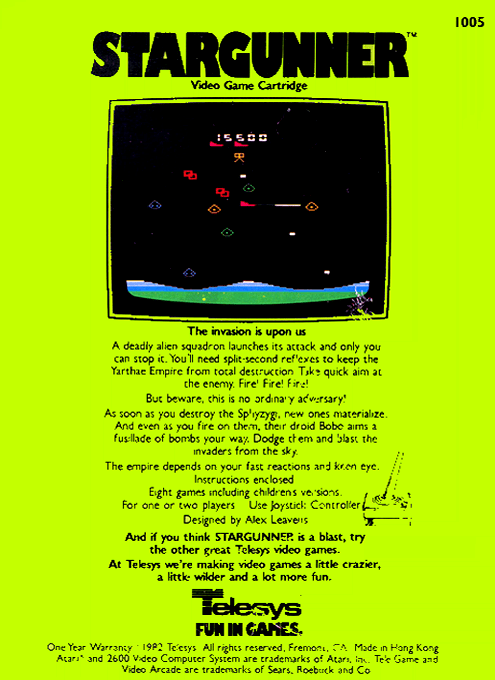 1005
STARGUNNER™
Video Game Cartridge
15500
The invasion is upon us
A deadly alien squadron launches its attack and only you
can stop it. You'll need split-second reflexes to keep the
Yarthae Empire from total destruction. Take quick aim at
the enemy. Fire! Fire! Fire!
But beware, this is no ordinary adversary!
As soon as you destroy the Sphyzygi, new ones materialize.
And even as you fire on them, their droid Bobo aims a
fusillade of bombs your way. Dodge them and blast the
invaders from the sky.
The empire depends on your fast reactions and keen eye.
Instructions enclosed
Eight games including children's versions.
For one or two players Use Joystick Controller
Designed by Alex Leavens
And if you think STARGUNNER is a blast, try
the other great Telesys video games.
At Telesys we're making video games a little crazier,
a little wilder and a lot more fun.
Telesys
FUN IN GAMES.
One Year Warranty 1982 Telesys All rights reserved, Fremont, CA Made in Hong Kong
Atari® and 2600 Video Computer System are trademarks of Atari, Inc. Tele Game and
Video Arcade are trademarks of Sears, Roebuck and Co